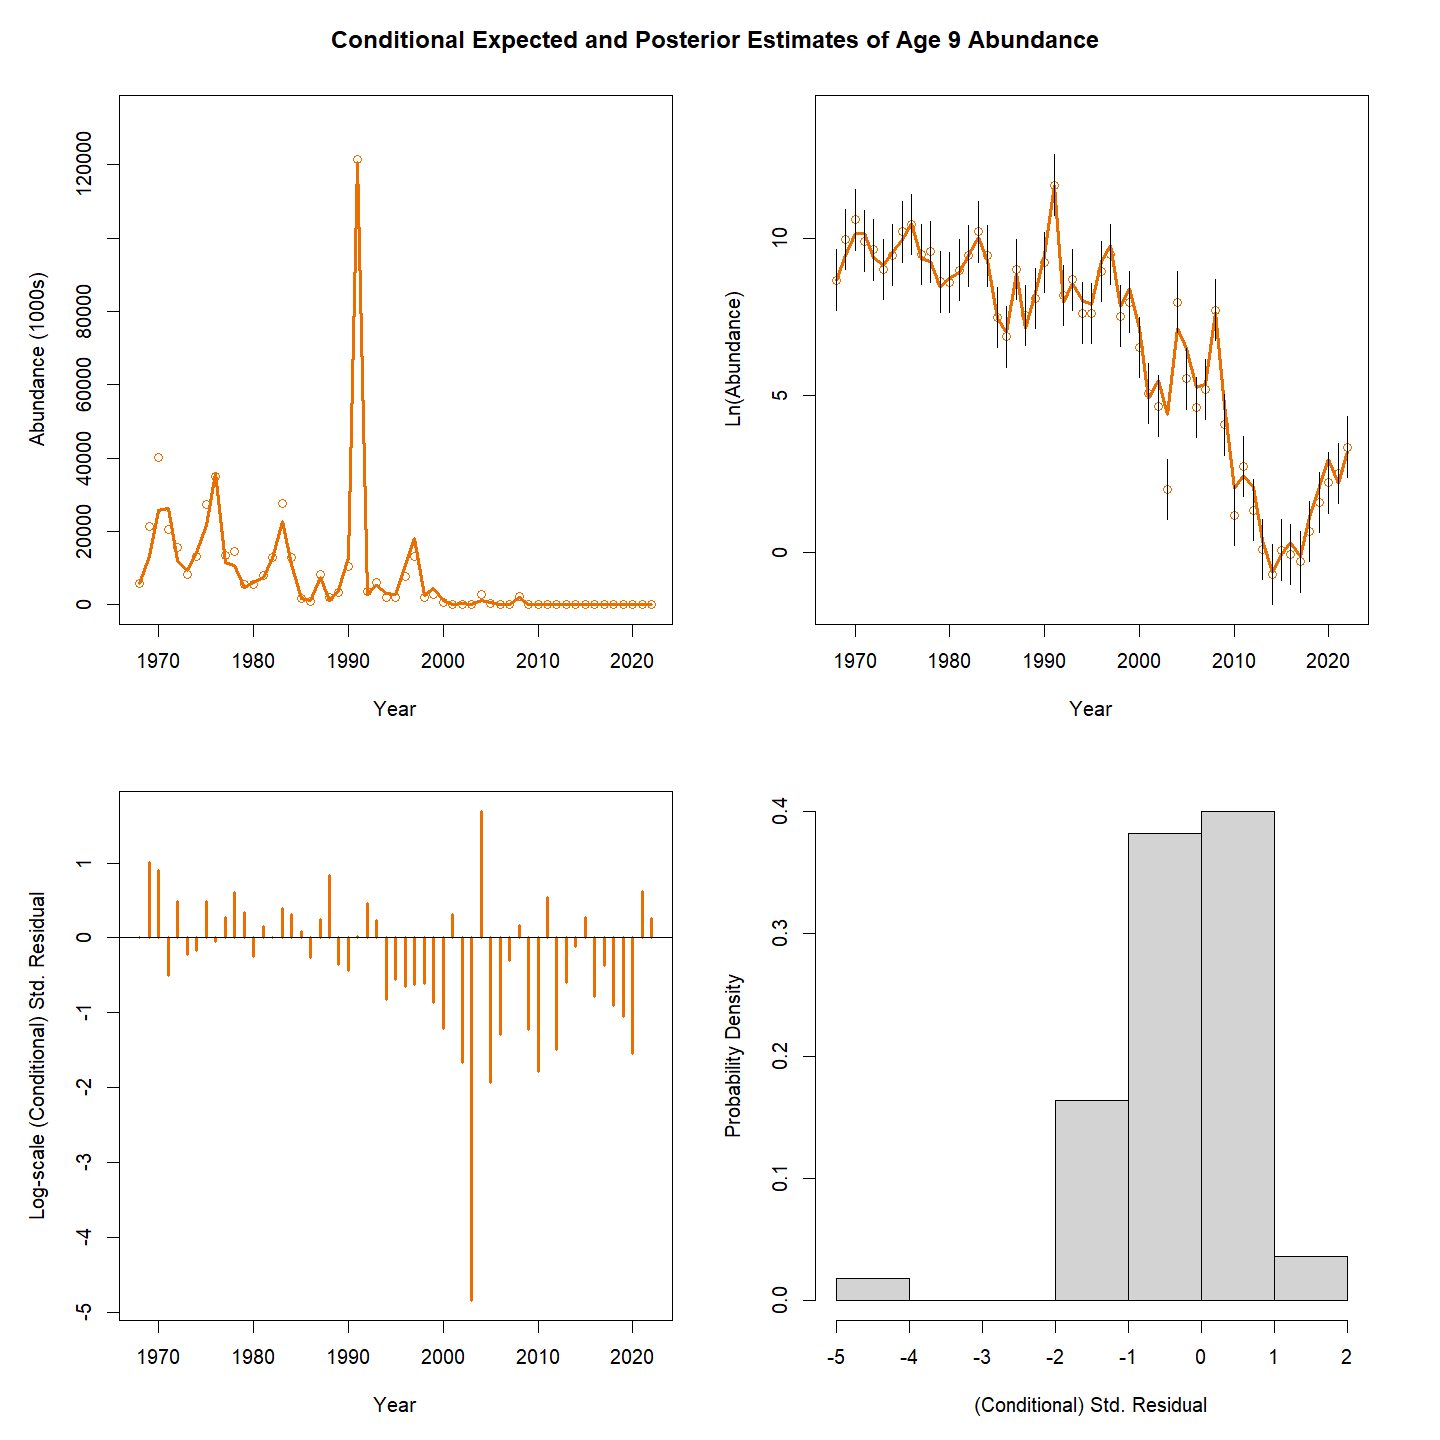 Conditional Expected and Posterior Estimates of Age 9 Abundance
Abundance (1000s)
0
20000
40000
60000
80000
120000
1970 1980 1990 2000 2010 2020
Year
Ln(Abundance)
0
5
10
1970 1980 1990 2000 2010 2020
Year
Log-scale (Conditional) Std. Residual
-5
-4
-3
-2
-1
0
1
1970 1980 1990 2000 2010 2020
Year
Probability Density
0.0
0.1
0.2
0.3
0.4
-5 -4 -3 -2 -1 0 1 2
(Conditional) Std. Residual